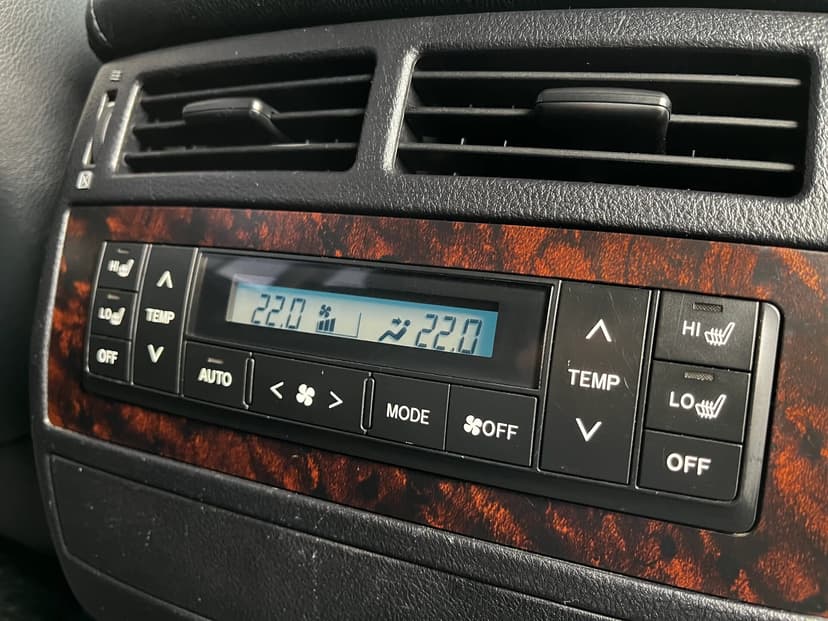 HI
LO
OFF
TEMP
22.0
22.0
AUTO
MODE
OFF
TEMP
HI
LO
OFF